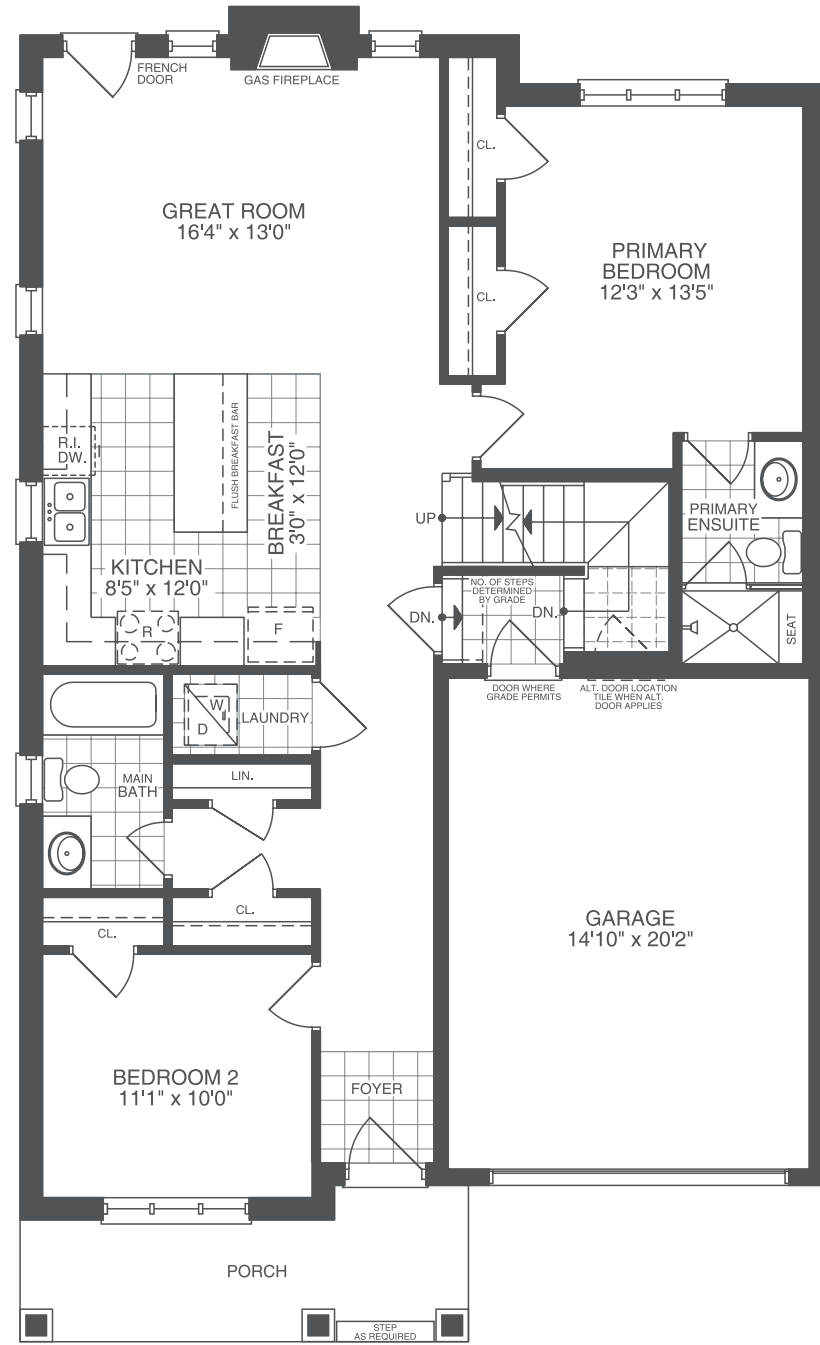 FRENCH
DOOR
GAS FIREPLACE
CL.
GREAT ROOM
16'4" x 13'0"
PRIMARY
BEDROOM
12'3" x 13'5"
CL.
R.I.
DW.
FLUSH BREAKFAST BAR
BREAKFAST
3'0" x 12'0"
UP
PRIMARY
ENSUITE
KITCHEN
8'5" x 12'0"
NO. OF STEPS
DETERMINED
BY GRADE
DN.
DN.
R
F
SEAT
DOOR WHERE
GRADE PERMITS
ALT. DOOR LOCATION
TILE WHEN ALT.
DOOR APPLIES
W
D
LAUNDRY
MAIN
BATH
LIN.
CL.
CL.
GARAGE
14'10" x 20'2"
BEDROOM 2
11'1" x 10'0"
FOYER
PORCH
STEP
AS REQUIRED